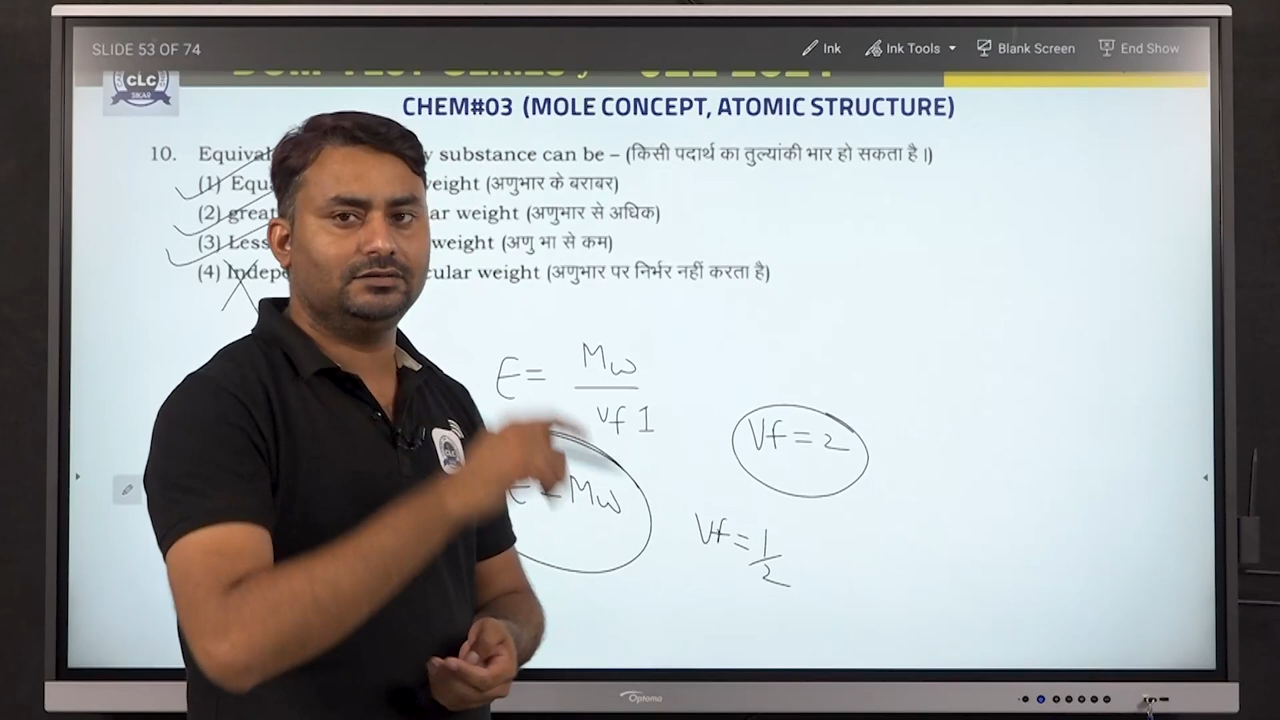 SLIDE 53 OF 74
Ink
Ink Tools
Blank Screen
End Show
CLC
SIKAR
CHEM#03 (MOLE CONCEPT, ATOMIC STRUCTURE)
10. Equival y substance can be – (किसी पदार्थ का तुल्यांकी भार हो सकता है ।)
(1) Equa weight (अणुभार के बराबर)
(2) great ar weight (अणुभार से अधिक)
(3) Less weight (अणु भा से कम)
(4) Indepe cular weight (अणुभार पर निर्भर नहीं करता है)
E = Mw
vf 1
Vf = 2
E = Mw
Vf = 1/2
CLC
Optoma